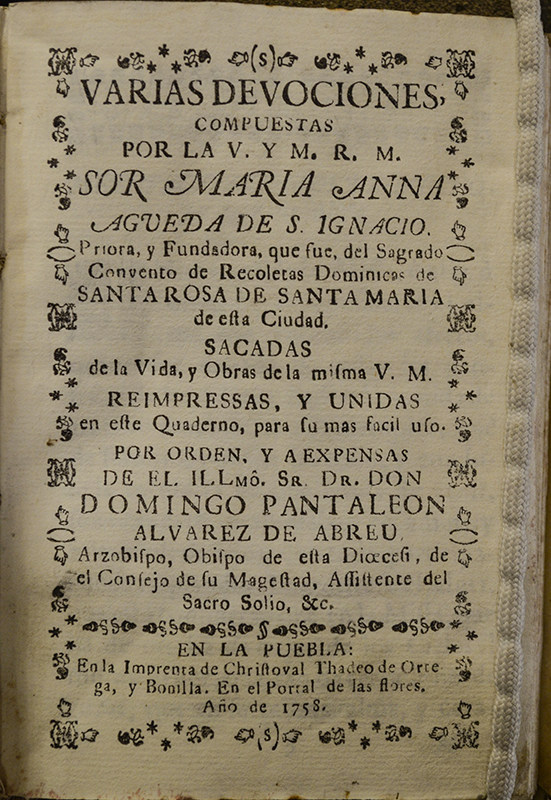 VARIAS DEVOCIONES,
COMPUESTAS
POR LA V. Y M. R. M.
SOR MARIA ANNA
AGUEDA DE S. IGNACIO.
Priora, y Fundadora, que fue, del Sagrado
Convento de Recoletas Dominicas de
SANTA ROSA DE SANTA MARIA
de eſta Ciudad.
SACADAS
de la Vida, y Obras de la miſma V. M.
REIMPRESSAS, Y UNIDAS
en eſte Quaderno, para ſu mas facil uſo.
POR ORDEN, Y A EXPENSAS
DE EL ILLmô. Sr. Dr. DON
DOMINGO PANTALEON
ALVAREZ DE ABREU,
Arzobiſpo, Obiſpo de eſta Diœceſi, de
el Conſejo de ſu Mageſtad, Aſſiſtente del
Sacro Solio, &c.
EN LA PUEBLA:
En la Imprenta de Chriſtoval Thadeo de Orte-
ga, y Bonilla. En el Portal de las flores.
Año de 1758.